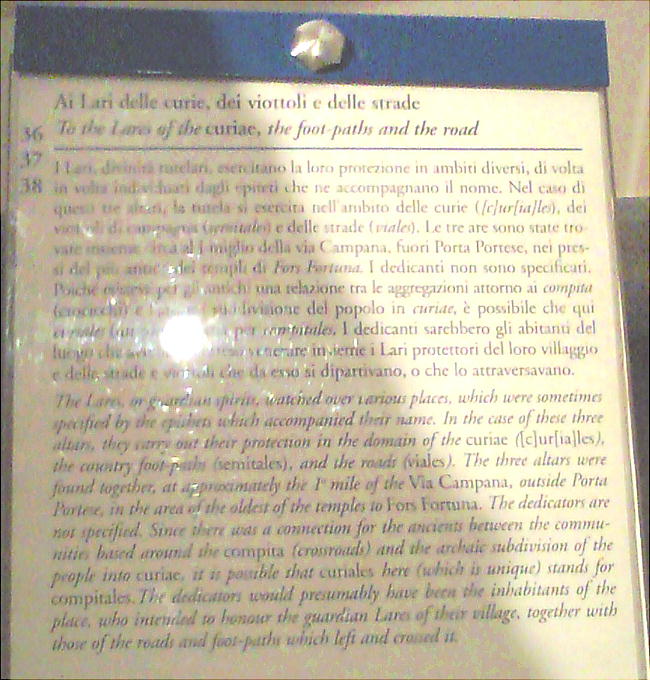 Ai Lari delle curie, dei viottoli e delle strade
36 To the Lares of the curiae, the foot-paths and the road
37 I Lari, divinità tutelari, esercitano la loro protezione in ambiti diversi, di volta
38 in volta individuati dagli epiteti che ne accompagnano il nome. Nel caso di
questi tre altari, la tutela si esercita nell'ambito delle curie ([c]ur[ia]les), dei
viottoli di campagna (semitales) e delle strade (viales). Le tre are sono state tro-
vate insieme circa al I miglio della via Campana, fuori Porta Portese, nei pres-
si del più antico dei templi di Fors Fortuna. I dedicanti non sono specificati.
Poiché esisteva per gli antichi una relazione tra le aggregazioni attorno ai compita
(crocicchi) e suddivisione del popolo in curiae, è possibile che qui
curiales per compitales. I dedicanti sarebbero gli abitanti del
luogo che venerare insieme i Lari protettori del loro villaggio
e delle strade e viottoli che da esso si dipartivano, o che lo attraversavano.
The Lares, or guardian spirits, watched over various places, which were sometimes
specified by the epithets which accompanied their name. In the case of these three
altars, they carry out their protection in the domain of the curiae ([c]ur[ia]les),
the country foot-paths (semitales), and the roads (viales). The three altars were
found together, at approximately the 1st mile of the Via Campana, outside Porta
Portese, in the area of the oldest of the temples to Fors Fortuna. The dedicators are
not specified. Since there was a connection for the ancients between the commu-
nities based around the compita (crossroads) and the archaic subdivision of the
people into curiae, it is possible that curiales here (which is unique) stands for
compitales. The dedicators would presumably have been the inhabitants of the
place, who intended to honour the guardian Lares of their village, together with
those of the roads and foot-paths which left and crossed it.